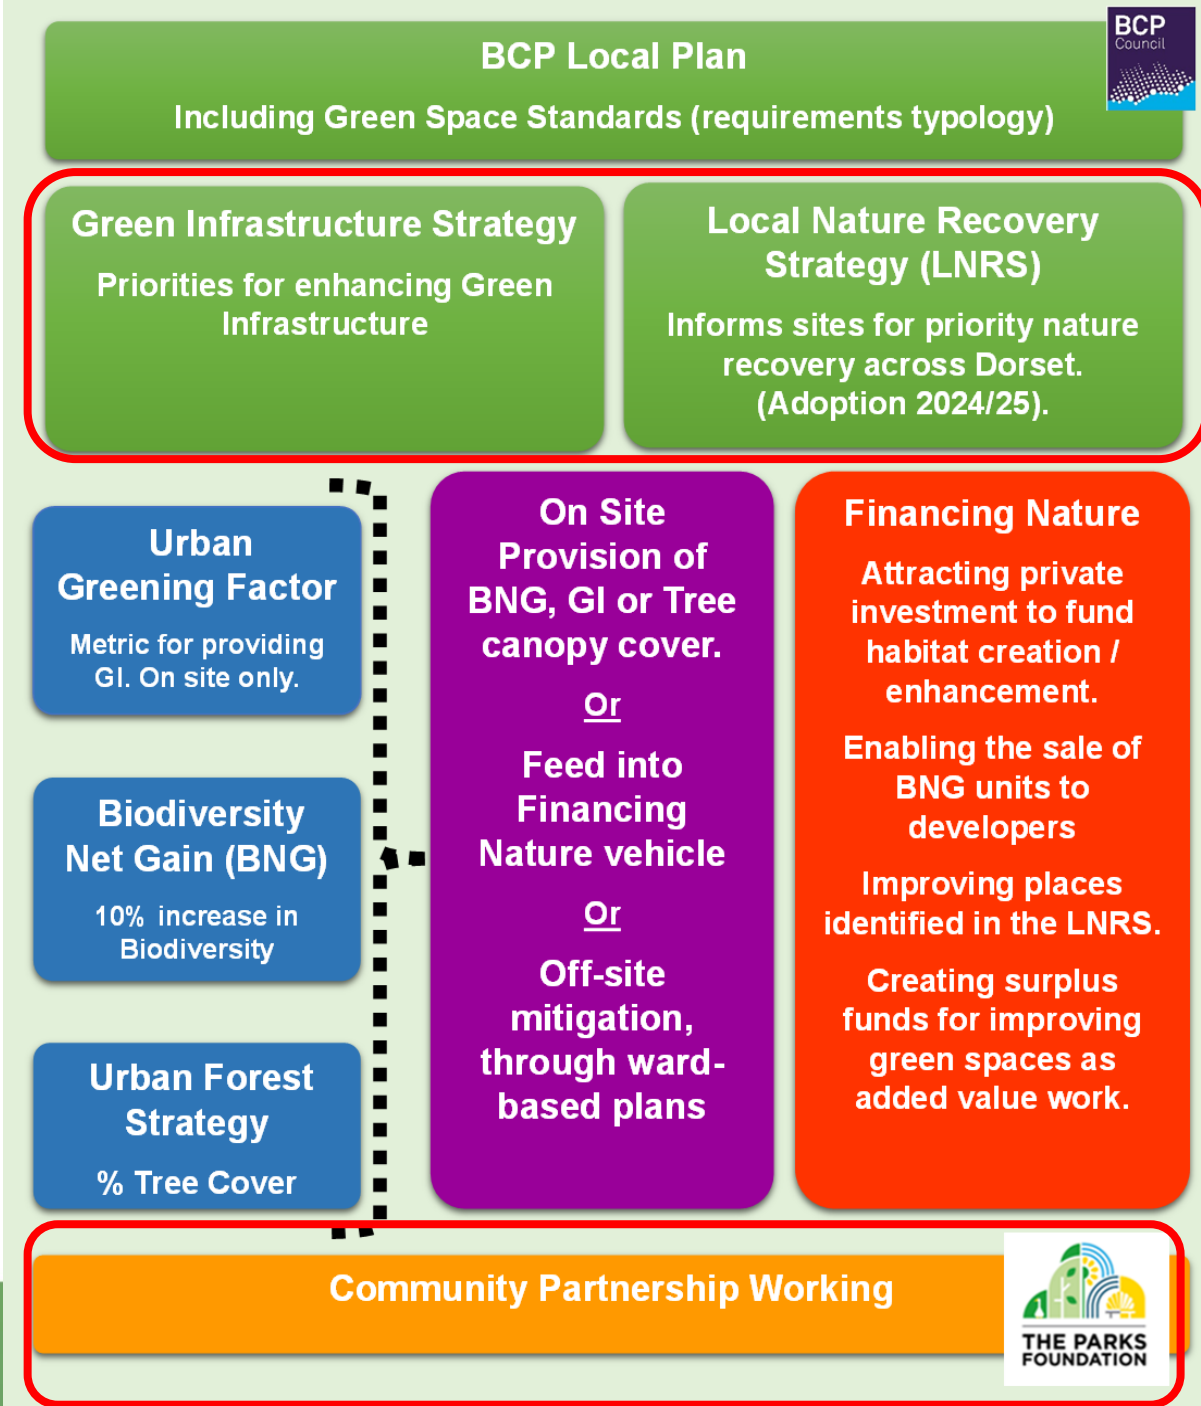 BCP Local Plan
BCP
Council
Including Green Space Standards (requirements typology)
Green Infrastructure Strategy
Priorities for enhancing Green
Infrastructure
Local Nature Recovery
Strategy (LNRS)
Informs sites for priority nature
recovery across Dorset.
(Adoption 2024/25).
Urban
Greening Factor
Metric for providing
GI. On site only.
Biodiversity
Net Gain (BNG)
10% increase in
Biodiversity
Urban Forest
Strategy
% Tree Cover
On Site
Provision of
BNG, GI or Tree
canopy cover.
Or
Feed into
Financing
Nature vehicle
Or
Off-site
mitigation,
through ward-
based plans
Financing Nature
Attracting private
investment to fund
habitat creation /
enhancement.
Enabling the sale of
BNG units to
developers
Improving places
identified in the LNRS.
Creating surplus
funds for improving
green spaces as
added value work.
Community Partnership Working
THE PARKS
FOUNDATION